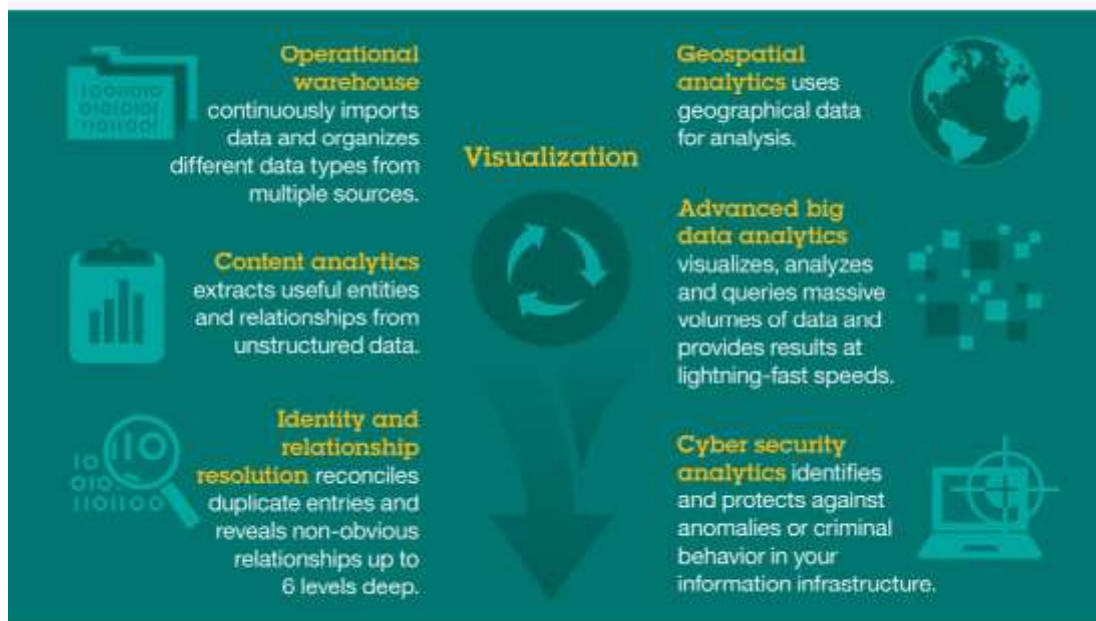 Operational
warehouse
continuously imports
data and organizes
different data types from
multiple sources.
Content analytics
extracts useful entities
and relationships from
unstructured data.
Identity and
relationship
resolution reconciles
duplicate entries and
reveals non-obvious
relationships up to
6 levels deep.
Visualization
Geospatial
analytics uses
geographical data
for analysis.
Advanced big
data analytics
visualizes, analyzes
and queries massive
volumes of data and
provides results at
lightning-fast speeds.
Cyber security
analytics identifies
and protects against
anomalies or criminal
behavior in your
information infrastructure.